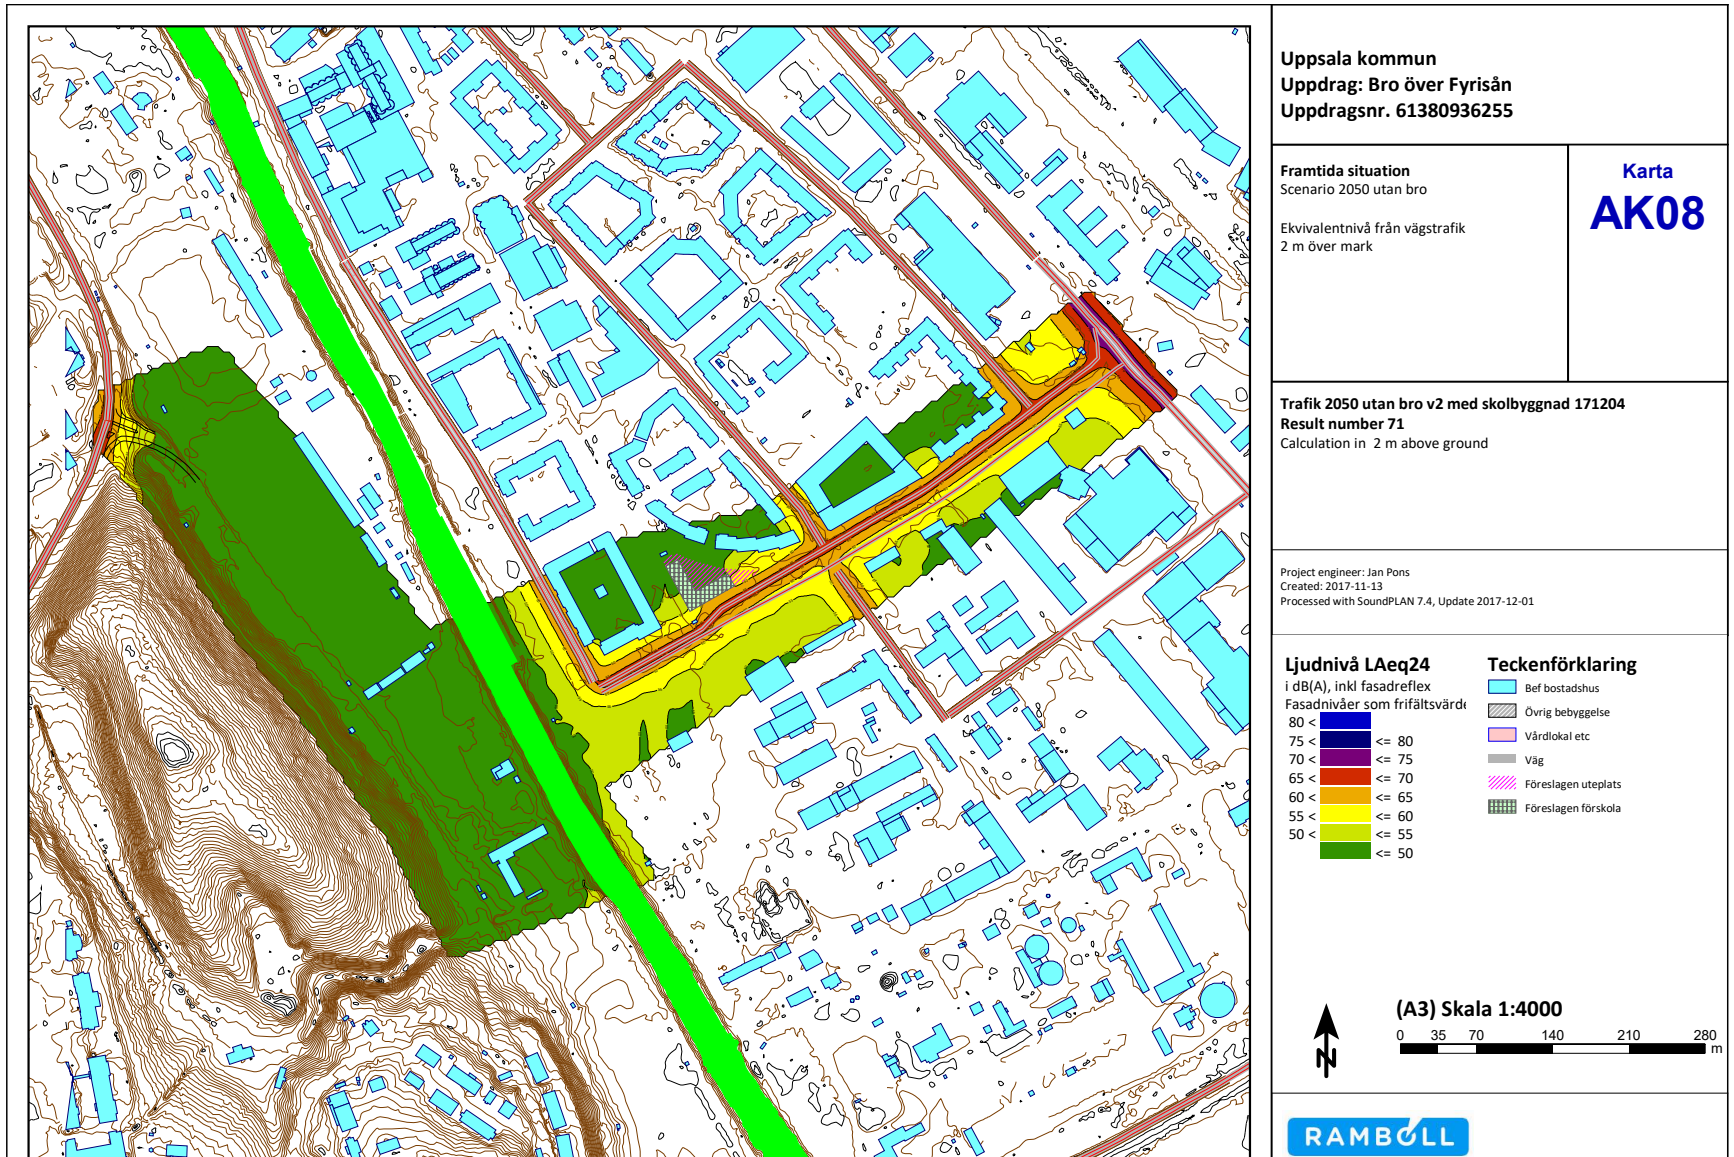 Uppsala kommun
Uppdrag: Bro över Fyrisån
Uppdragsnr. 61380936255
Framtida situation
Scenario 2050 utan bro
Ekvivalentnivå från vägstrafik
2 m över mark
Karta
AK08
Trafik 2050 utan bro v2 med skolbyggnad 171204
Result number 71
Calculation in 2 m above ground
Project engineer: Jan Pons
Created: 2017-11-13
Processed with SoundPLAN 7.4, Update 2017-12-01
Ljudnivå LAeq24
i dB(A), inkl fasadreflex
Fasadnivåer som frifältsvärde
80 <
75 < <= 80
70 < <= 75
65 < <= 70
60 < <= 65
55 < <= 60
50 < <= 55
<= 50
Teckenförklaring
Bef bostadshus
Övrig bebyggelse
Vårdlokal etc
Väg
Föreslagen uteplats
Föreslagen förskola
N
(A3) Skala 1:4000
0 35 70 140 210 280
m
RAMBOLL